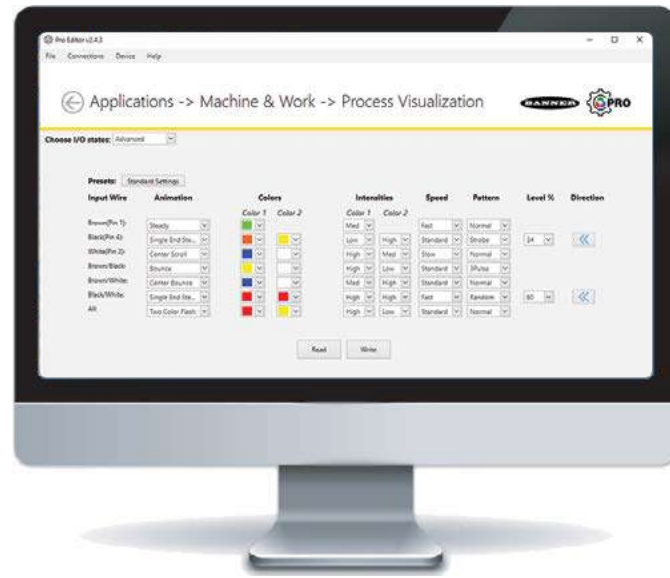 Pro Editor v2.4.3
File Connections Device Help
Applications -> Machine & Work -> Process Visualization BANNER PRO
Choose I/O states: Advanced
Presets: Standard Settings
Input Wire Animation Colors Intensities Speed Pattern Level % Direction
Color 1 Color 2 Color 1 Color 2
Brown(Pin 1): Steady Med Fast Normal
Black(Pin 4): Single End Ste... Low High Standard Strobe 24
White(Pin 2): Center Scroll High Med Slow Normal
Brown/Black: Bounce High Low Standard 3Pulse
Brown/White: Center Bounce Med High Standard Normal
Black/White: Single End Ste... High High Fast Random 60
All: Two Color Flash High Low Standard Normal
Read Write